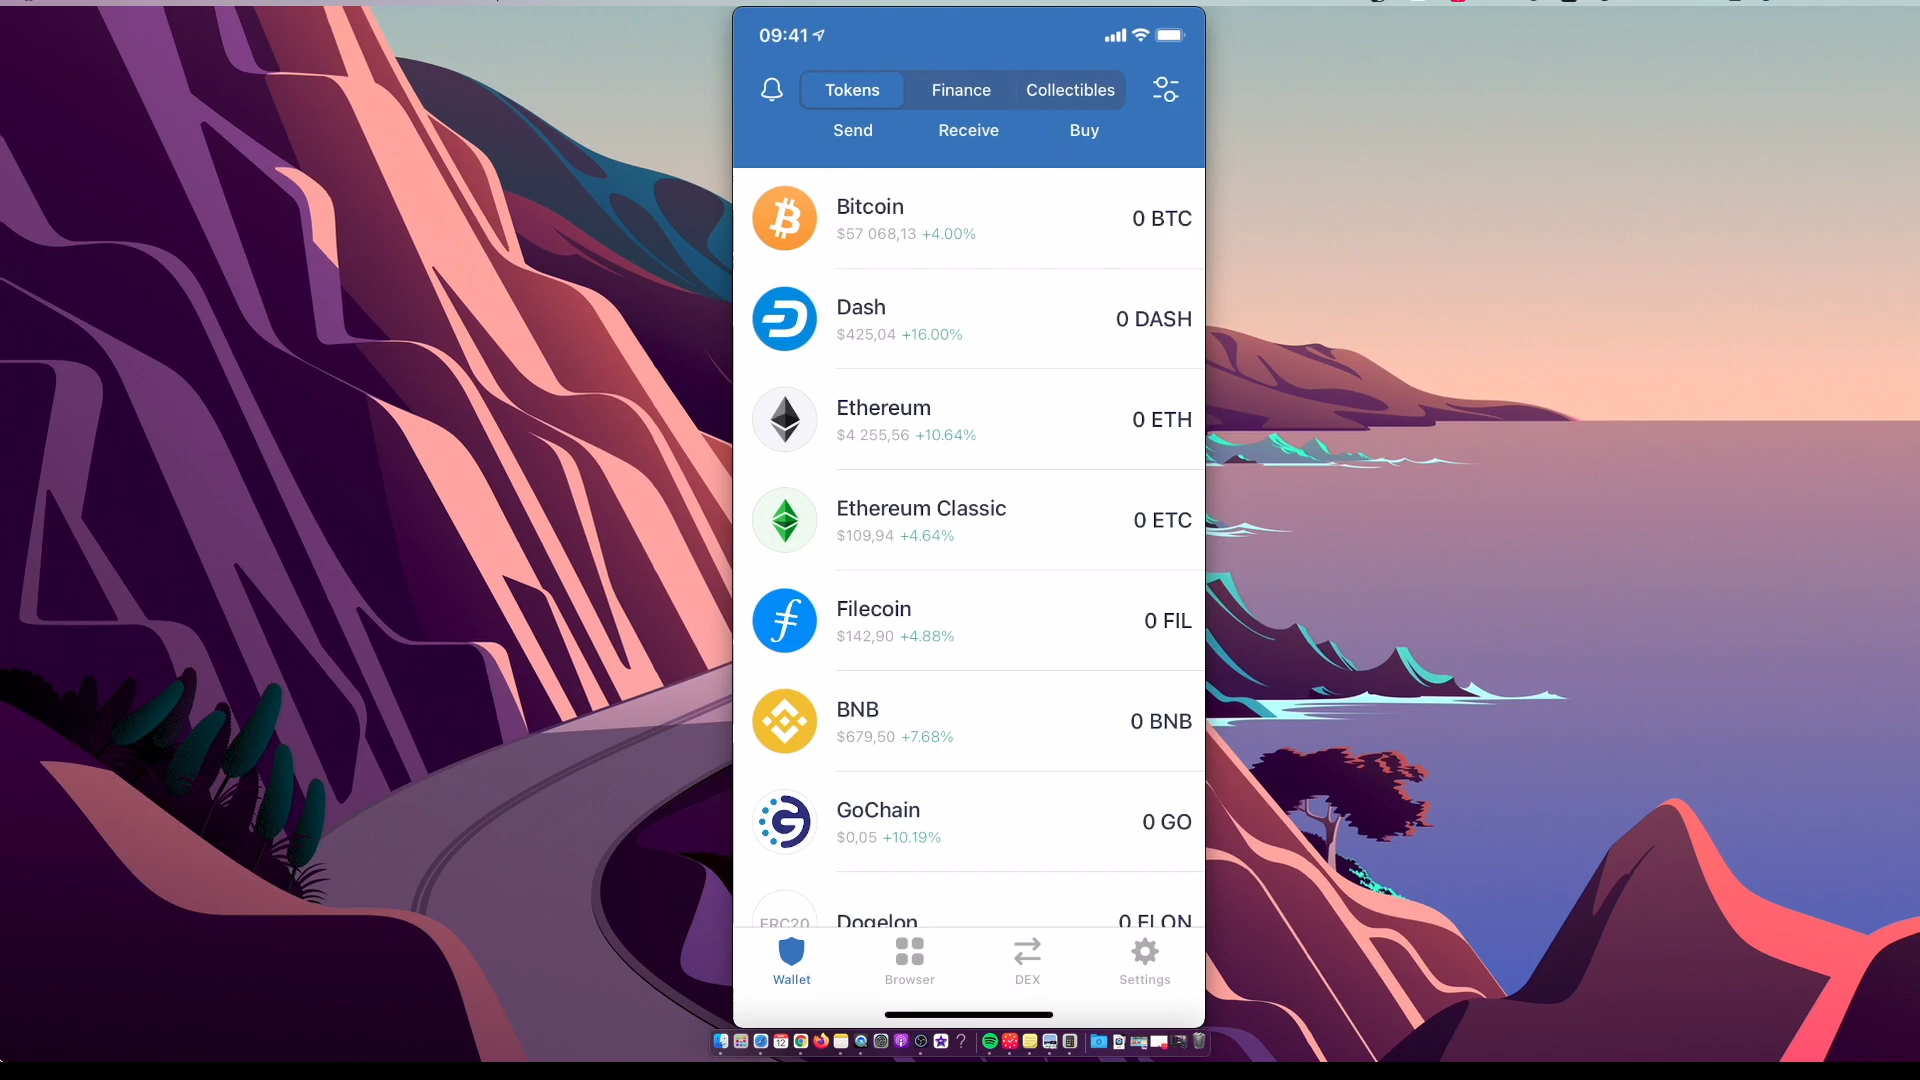 09:41
Tokens Finance Collectibles
Send Receive Buy
Bitcoin
$57 068,13 +4.00%
0 BTC
Dash
$425,04 +16.00%
0 DASH
Ethereum
$4 255,56 +10.64%
0 ETH
Ethereum Classic
$109,94 +4.64%
0 ETC
Filecoin
$142,90 +4.88%
0 FIL
BNB
$679,50 +7.68%
0 BNB
GoChain
$0,05 +10.19%
0 GO
ERC20
Dogelon
0 ELON
Wallet Browser DEX Settings
12